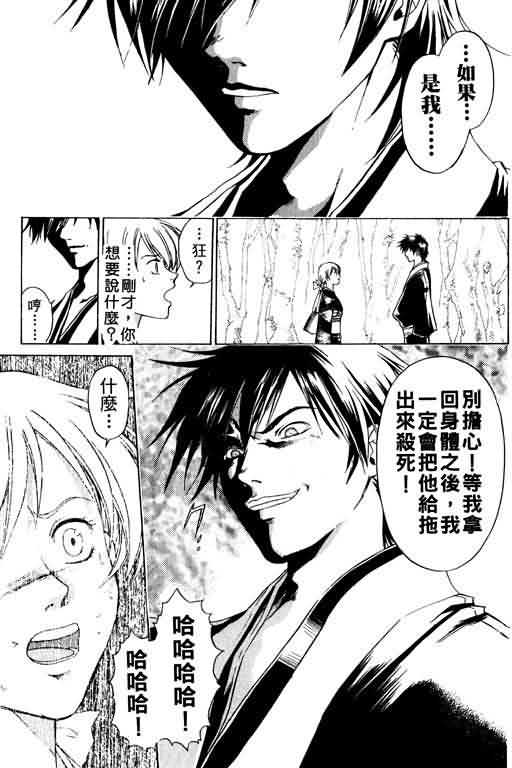 …如果…
是我……
…狂？
……剛才，你
想要說什麼？
哼……
別擔心！等我拿
回身體之後，我
一定會把他給拖
出來殺死！
什麼…
哈哈哈哈！
哈哈哈！